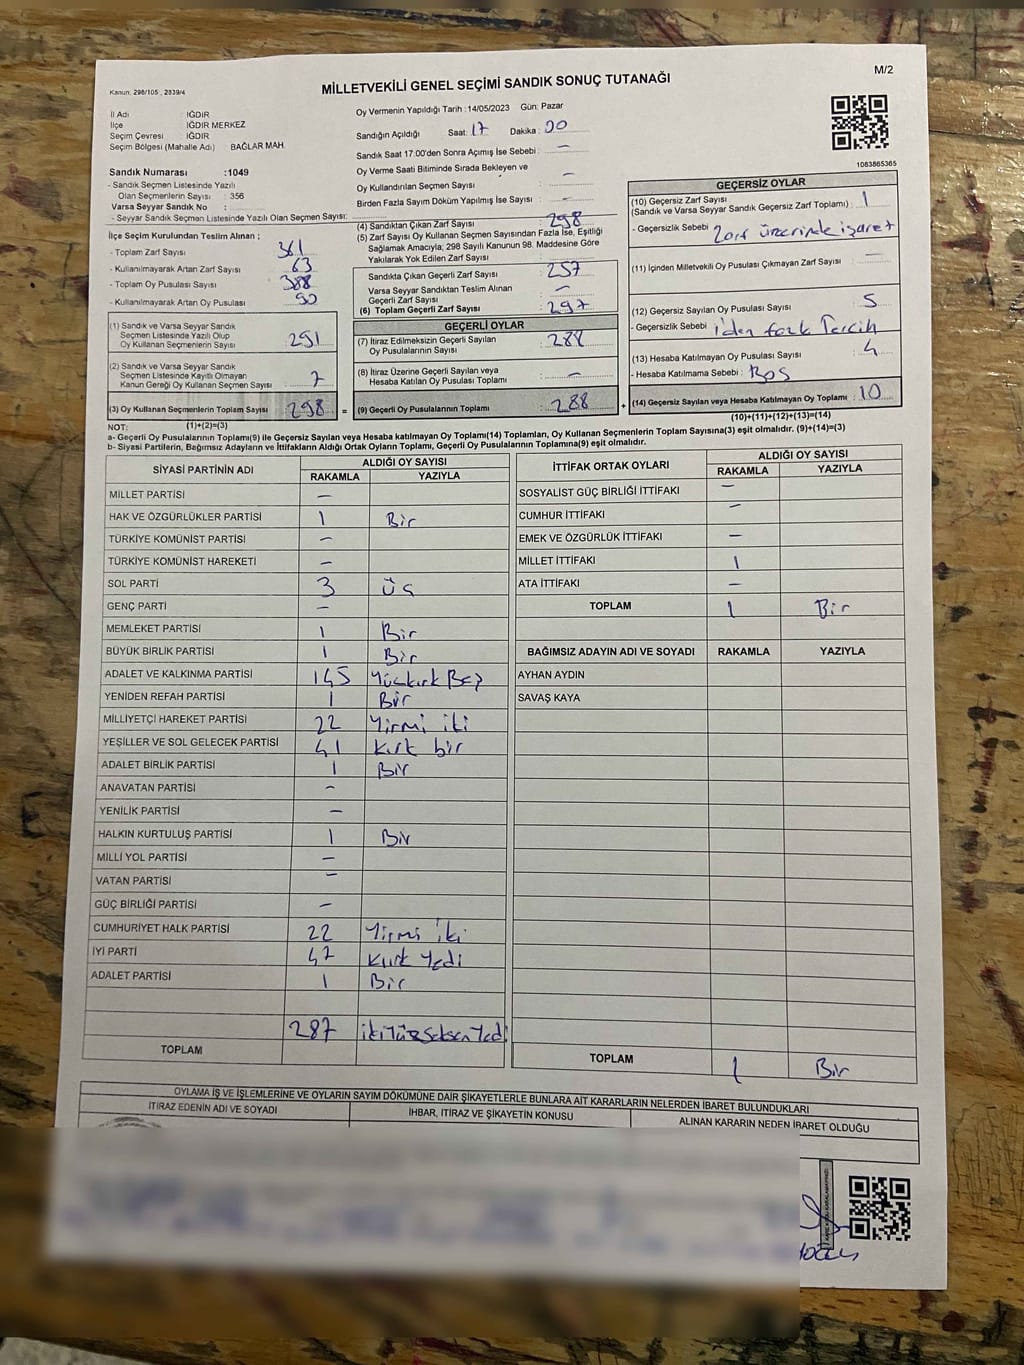 M/2
Kanun: 298/105 , 2839/4
MİLLETVEKİLİ GENEL SEÇİMİ SANDIK SONUÇ TUTANAĞI
İl Adı IĞDIR
İlçe IĞDIR MERKEZ
Seçim Çevresi IĞDIR
Seçim Bölgesi (Mahalle Adı) BAĞLAR MAH.
Sandık Numarası :1049
- Sandık Seçmen Listesinde Yazılı
Olan Seçmenlerin Sayısı : 356
Varsa Seyyar Sandık No :
- Seyyar Sandık Seçmen Listesinde Yazılı Olan Seçmen Sayısı:
Oy Vermenin Yapıldığı Tarih :14/05/2023 Gün: Pazar
Sandığın Açıldığı Saat: 17 Dakika : 00
Sandık Saat 17:00'den Sonra Açılmış İse Sebebi : —
Oy Verme Saati Bitiminde Sırada Bekleyen ve
Oy Kullandırılan Seçmen Sayısı : —
Birden Fazla Sayım Döküm Yapılmış İse Sayısı : —
1083865365
İlçe Seçim Kurulundan Teslim Alınan ;
- Toplam Zarf Sayısı 361
- Kullanılmayarak Artan Zarf Sayısı 63
- Toplam Oy Pusulası Sayısı 388
- Kullanılmayarak Artan Oy Pusulası 90
(1) Sandık ve Varsa Seyyar Sandık
Seçmen Listesinde Yazılı Olup
Oy Kullanan Seçmenlerin Sayısı : 291
(2) Sandık ve Varsa Seyyar Sandık
Seçmen Listesinde Kayıtlı Olmayan
Kanun Gereği Oy Kullanan Seçmen Sayısı : 7
(3) Oy Kullanan Seçmenlerin Toplam Sayısı : 298 =
(1)+(2)=(3)
(4) Sandıktan Çıkan Zarf Sayısı : 298
(5) Zarf Sayısı Oy Kullanan Seçmen Sayısından Fazla İse, Eşitliği
Sağlamak Amacıyla; 298 Sayılı Kanunun 98. Maddesine Göre
Yakılarak Yok Edilen Zarf Sayısı :
Sandıkta Çıkan Geçerli Zarf Sayısı : 297
Varsa Seyyar Sandıktan Teslim Alınan
Geçerli Zarf Sayısı : —
(6) Toplam Geçerli Zarf Sayısı : 297
GEÇERLİ OYLAR
(7) İtiraz Edilmeksizin Geçerli Sayılan
Oy Pusulalarının Sayısı : 288
(8) İtiraz Üzerine Geçerli Sayılan veya
Hesaba Katılan Oy Pusulası Toplamı : —
(9) Geçerli Oy Pusulalarının Toplamı : 288 +
GEÇERSİZ OYLAR
(10) Geçersiz Zarf Sayısı
(Sandık ve Varsa Seyyar Sandık Geçersiz Zarf Toplamı) : 1
- Geçersizlik Sebebi Zarf üzerinde işaret
(11) İçinden Milletvekili Oy Pusulası Çıkmayan Zarf Sayısı : —
(12) Geçersiz Sayılan Oy Pusulası Sayısı : 5
- Geçersizlik Sebebi 1'den fazla Tercih
(13) Hesaba Katılmayan Oy Pusulası Sayısı : 4
- Hesaba Katılmama Sebebi : Boş
(14) Geçersiz Sayılan veya Hesaba Katılmayan Oy Toplamı : 10
(10)+(11)+(12)+(13)=(14)
NOT:
a- Geçerli Oy Pusulalarının Toplamı(9) ile Geçersiz Sayılan veya Hesaba katılmayan Oy Toplamı(14) Toplamları, Oy Kullanan Seçmenlerin Toplam Sayısına(3) eşit olmalıdır. (9)+(14)=(3)
b- Siyasi Partilerin, Bağımsız Adayların ve İttifakların Aldığı Ortak Oyların Toplamı, Geçerli Oy Pusulalarının Toplamına(9) eşit olmalıdır.
SİYASİ PARTİNİN ADI ALDIĞI OY SAYISI
RAKAMLA YAZIYLA
MİLLET PARTİSİ —
HAK VE ÖZGÜRLÜKLER PARTİSİ 1 Bir
TÜRKİYE KOMÜNİST PARTİSİ —
TÜRKİYE KOMÜNİST HAREKETİ —
SOL PARTİ 3 Üç
GENÇ PARTİ —
MEMLEKET PARTİSİ 1 Bir
BÜYÜK BİRLİK PARTİSİ 1 Bir
ADALET VE KALKINMA PARTİSİ 145 Yüzkırk Beş
YENİDEN REFAH PARTİSİ 1 Bir
MİLLİYETÇİ HAREKET PARTİSİ 22 Yirmi iki
YEŞİLLER VE SOL GELECEK PARTİSİ 41 Kırk bir
ADALET BİRLİK PARTİSİ 1 Bir
ANAVATAN PARTİSİ —
YENİLİK PARTİSİ —
HALKIN KURTULUŞ PARTİSİ 1 Bir
MİLLİ YOL PARTİSİ —
VATAN PARTİSİ —
GÜÇ BİRLİĞİ PARTİSİ —
CUMHURİYET HALK PARTİSİ 22 Yirmi iki
İYİ PARTİ 47 Kırk Yedi
ADALET PARTİSİ 1 Bir
287 ikiYüzSeksenYedi
TOPLAM
İTTİFAK ORTAK OYLARI ALDIĞI OY SAYISI
RAKAMLA YAZIYLA
SOSYALİST GÜÇ BİRLİĞİ İTTİFAKI —
CUMHUR İTTİFAKI —
EMEK VE ÖZGÜRLÜK İTTİFAKI —
MİLLET İTTİFAKI 1
ATA İTTİFAKI —
TOPLAM 1 Bir
BAĞIMSIZ ADAYIN ADI VE SOYADI RAKAMLA YAZIYLA
AYHAN AYDIN
SAVAŞ KAYA
TOPLAM 1 Bir
OYLAMA İŞ VE İŞLEMLERİNE VE OYLARIN SAYIM DÖKÜMÜNE DAİR ŞİKAYETLERLE BUNLARA AİT KARARLARIN NELERDEN İBARET BULUNDUKLARI
İTİRAZ EDENİN ADI VE SOYADI İHBAR, İTİRAZ VE ŞİKAYETİN KONUSU ALINAN KARARIN NEDEN İBARET OLDUĞU